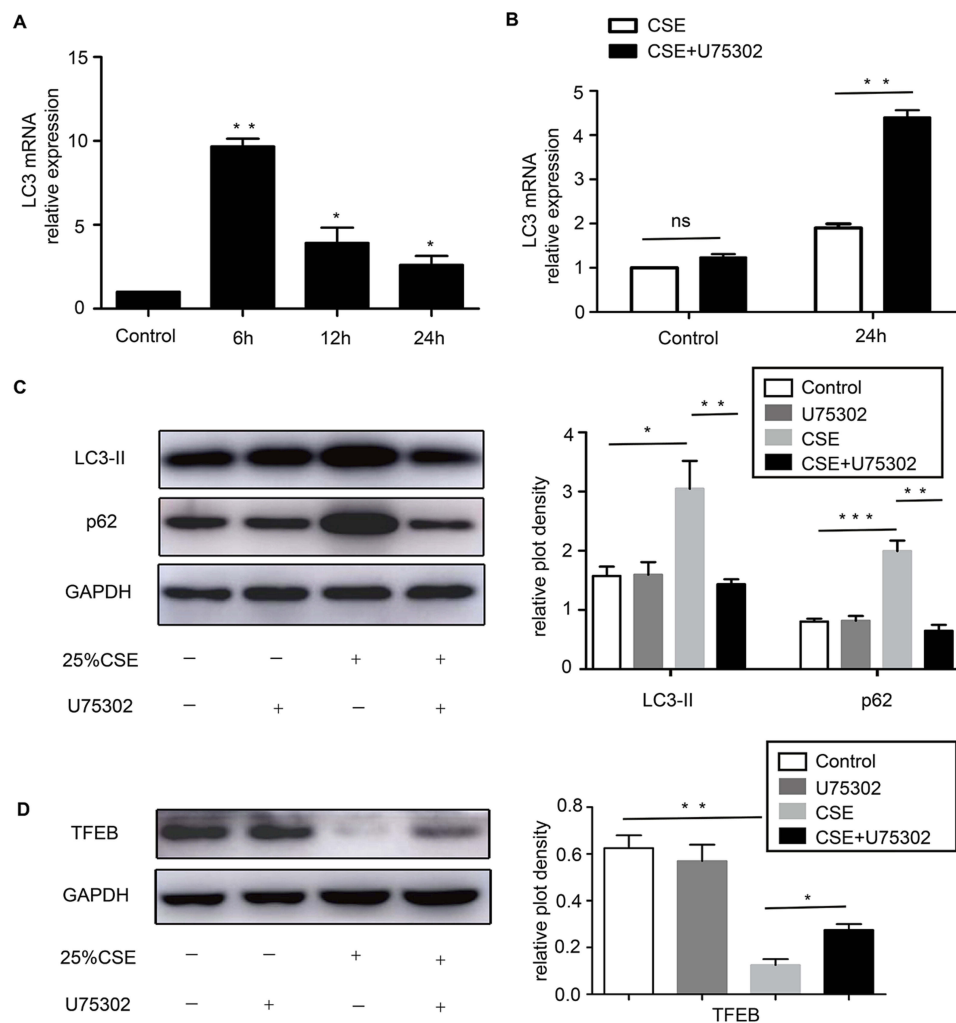 A
LC3 mRNA
relative expression
15
10
5
0
* *
*
*
Control
6h
12h
24h
B
CSE
CSE+U75302
LC3 mRNA
relative expression
5
4
3
2
1
0
ns
* *
Control
24h
C
LC3-II
p62
GAPDH
25%CSE
− − + +
U75302
− + − +
Control
U75302
CSE
CSE+U75302
relative plot density
4
3
2
1
0
*
* *
* * *
* *
LC3-II
p62
D
TFEB
GAPDH
25%CSE
− − + +
U75302
− + − +
Control
U75302
CSE
CSE+U75302
relative plot density
0.8
0.6
0.4
0.2
0.0
* *
*
TFEB